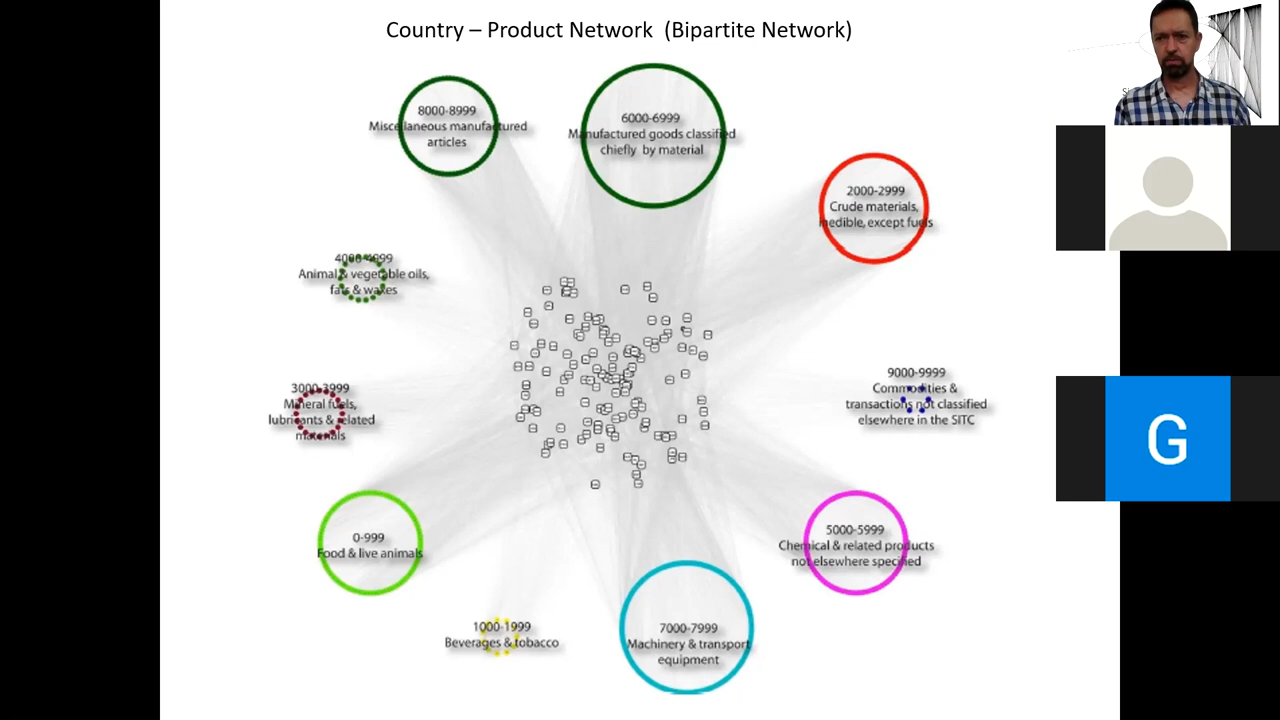 Country – Product Network  (Bipartite Network)
8000-8999
Miscellaneous manufactured
articles
6000-6999
Manufactured goods classified
chiefly by material
2000-2999
Crude materials,
inedible, except fuels
4000-4999
Animal & vegetable oils,
fats & waxes
3000-3999
Mineral fuels,
lubricants & related
materials
9000-9999
Commodities &
transactions not classified
elsewhere in the SITC
0-999
Food & live animals
5000-5999
Chemical & related products
not elsewhere specified
1000-1999
Beverages & tobacco
7000-7999
Machinery & transport
equipment
G